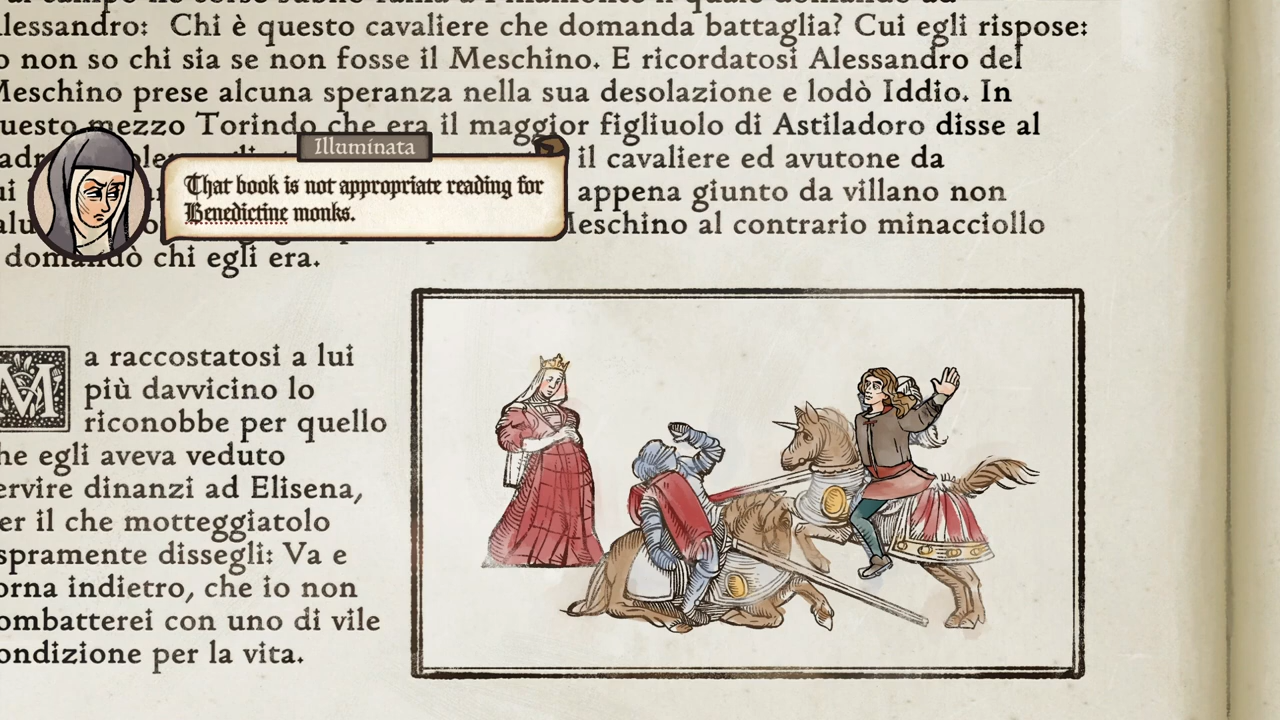 lessandro: Chi è questo cavaliere che domanda battaglia? Cui egli rispose:
o non so chi sia se non fosse il Meschino. E ricordatosi Alessandro del
Meschino prese alcuna speranza nella sua desolazione e lodò Iddio. In
uesto mezzo Torindo che era il maggior figliuolo di Astiladoro disse al
il cavaliere ed avutone da
appena giunto da villano non
Meschino al contrario minacciollo
domandò chi egli era.
Illuminata
That book is not appropriate reading for
Benedictine monks.
M
a raccostatosi a lui
più davvicino lo
riconobbe per quello
he egli aveva veduto
ervire dinanzi ad Elisena,
er il che motteggiatolo
spramente dissegli: Va e
orna indietro, che io non
ombatterei con uno di vile
ondizione per la vita.